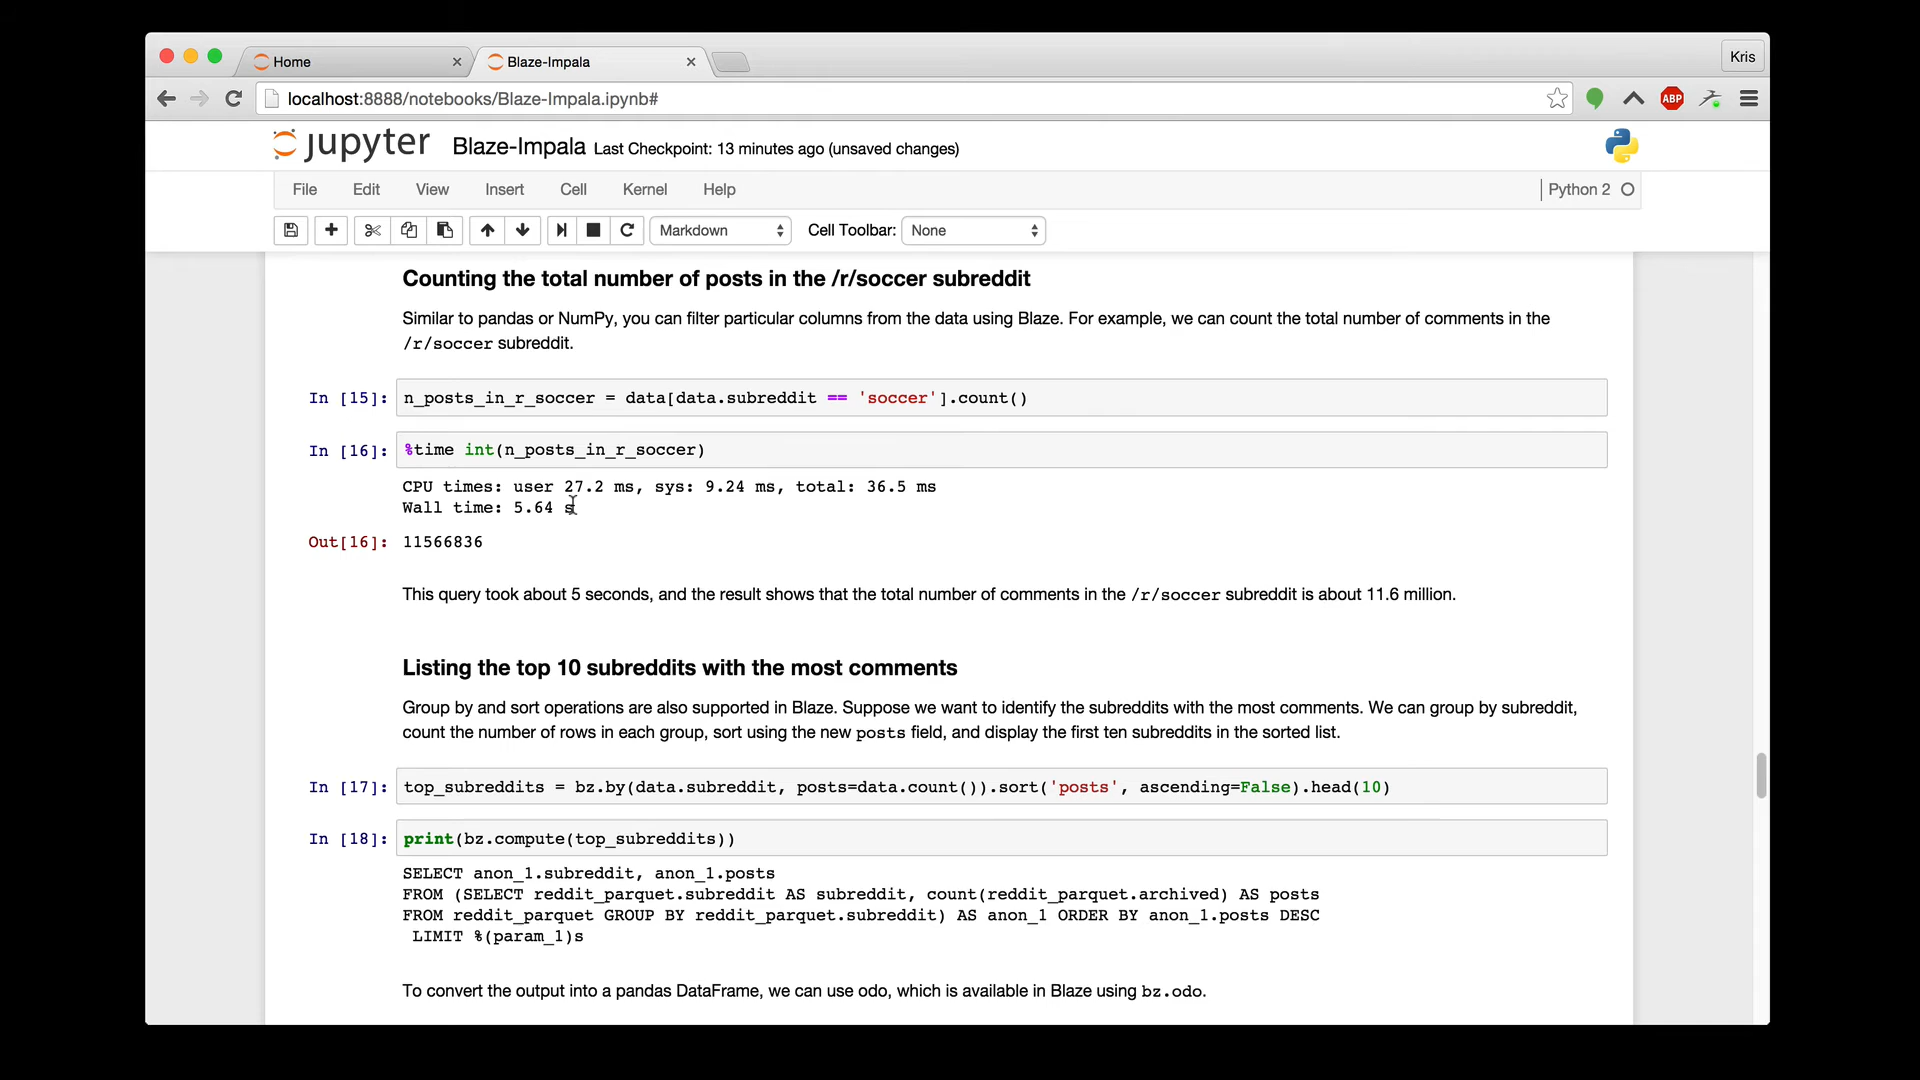 Home
Blaze-Impala
Kris
localhost:8888/notebooks/Blaze-Impala.ipynb#
ABP
jupyter Blaze-Impala Last Checkpoint: 13 minutes ago (unsaved changes)
File Edit View Insert Cell Kernel Help Python 2
Markdown Cell Toolbar: None
Counting the total number of posts in the /r/soccer subreddit
Similar to pandas or NumPy, you can filter particular columns from the data using Blaze. For example, we can count the total number of comments in the
/r/soccer subreddit.
In [15]: n_posts_in_r_soccer = data[data.subreddit == 'soccer'].count()
In [16]: %time int(n_posts_in_r_soccer)
CPU times: user 27.2 ms, sys: 9.24 ms, total: 36.5 ms
Wall time: 5.64 s
Out[16]: 11566836
This query took about 5 seconds, and the result shows that the total number of comments in the /r/soccer subreddit is about 11.6 million.
Listing the top 10 subreddits with the most comments
Group by and sort operations are also supported in Blaze. Suppose we want to identify the subreddits with the most comments. We can group by subreddit,
count the number of rows in each group, sort using the new posts field, and display the first ten subreddits in the sorted list.
In [17]: top_subreddits = bz.by(data.subreddit, posts=data.count()).sort('posts', ascending=False).head(10)
In [18]: print(bz.compute(top_subreddits))
SELECT anon_1.subreddit, anon_1.posts
FROM (SELECT reddit_parquet.subreddit AS subreddit, count(reddit_parquet.archived) AS posts
FROM reddit_parquet GROUP BY reddit_parquet.subreddit) AS anon_1 ORDER BY anon_1.posts DESC
LIMIT %(param_1)s
To convert the output into a pandas DataFrame, we can use odo, which is available in Blaze using bz.odo.